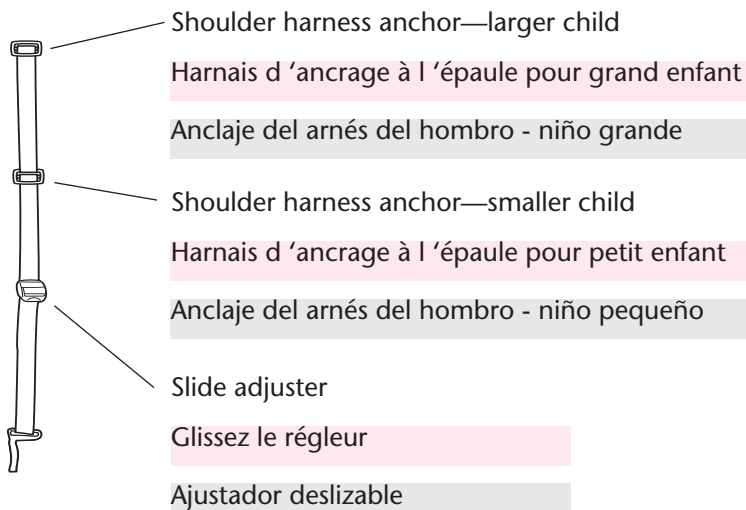 Shoulder harness anchor—larger child
Harnais d ‘ancrage à l ‘épaule pour grand enfant
Anclaje del arnés del hombro - niño grande
Shoulder harness anchor—smaller child
Harnais d ‘ancrage à l ‘épaule pour petit enfant
Anclaje del arnés del hombro - niño pequeño
Slide adjuster
Glissez le régleur
Ajustador deslizable